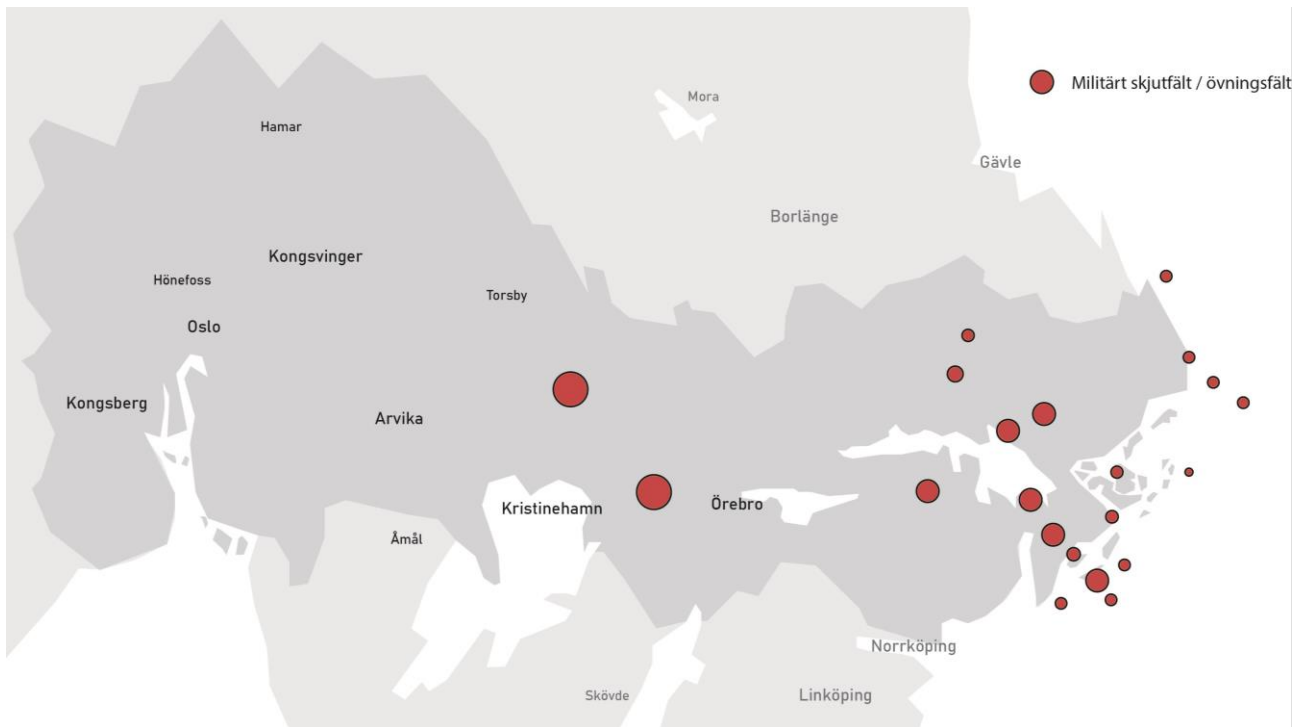 Militärt skjutfält / övningsfält
Mora
Hamar
Gävle
Borlänge
Kongsvinger
Hönefoss
Torsby
Oslo
Kongsberg
Arvika
Kristinehamn
Örebro
Åmål
Norrköping
Skövde
Linköping